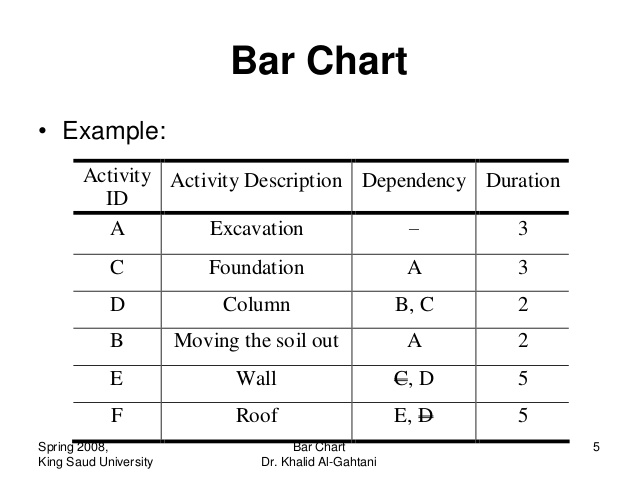 Bar Chart
• Example:
Activity ID Activity Description Dependency Duration
A Excavation – 3
C Foundation A 3
D Column B, C 2
B Moving the soil out A 2
E Wall C, D 5
F Roof E, D 5
Spring 2008, Bar Chart 5
King Saud University Dr. Khalid Al-Gahtani